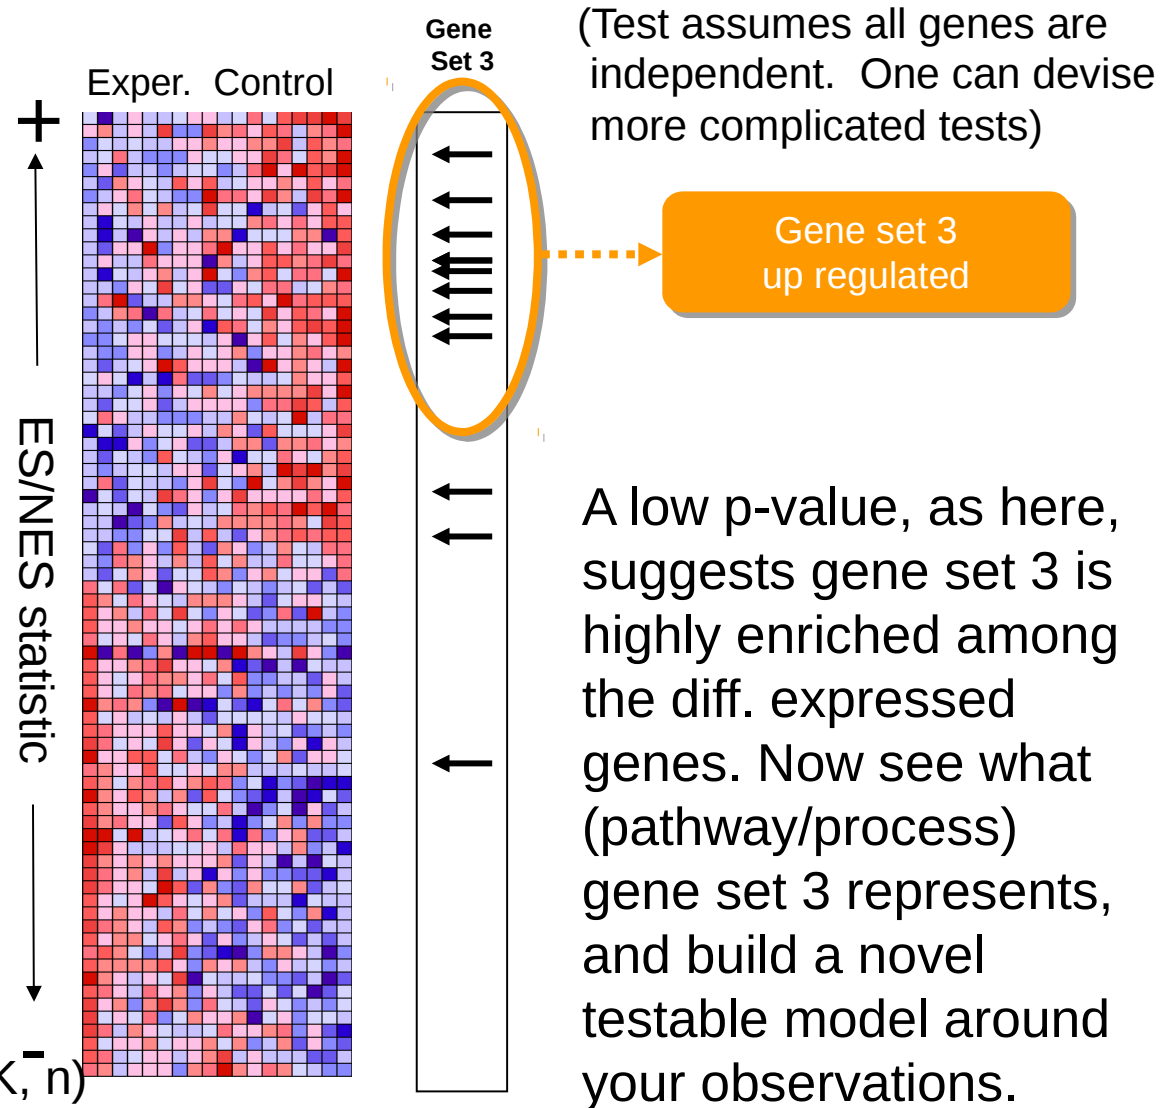 Gene
Set 3
(Test assumes all genes are
independent. One can devise
more complicated tests)
Exper. Control
+
Gene set 3
up regulated
ES/NES statistic
A low p-value, as here,
suggests gene set 3 is
highly enriched among
the diff. expressed
genes. Now see what
(pathway/process)
gene set 3 represents,
and build a novel
testable model around
your observations.
-
K, n)